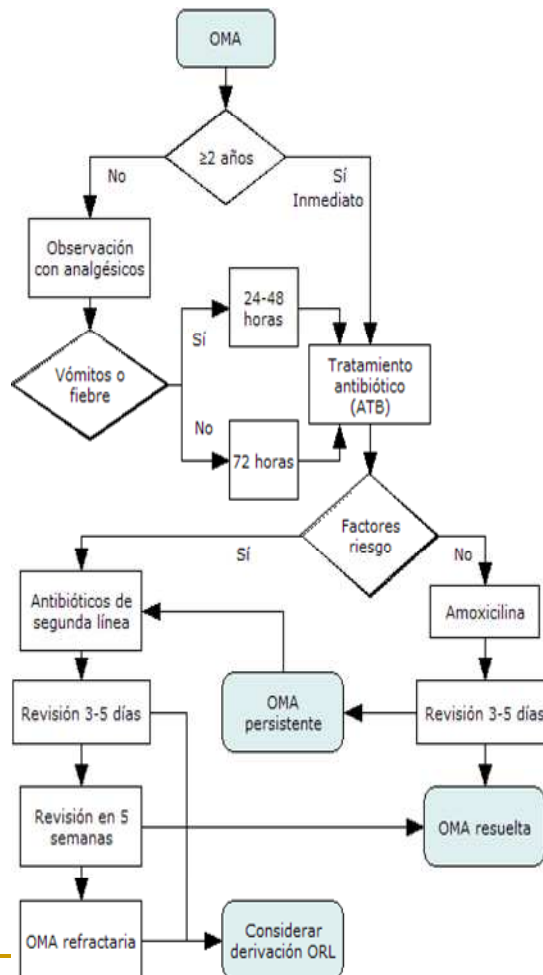 OMA
≥2 años
No
Sí
Inmediato
Observación
con analgésicos
24-48
horas
Sí
Vómitos o
fiebre
Tratamiento
antibiótico
(ATB)
No
72 horas
Factores
riesgo
Sí
No
Antibióticos de
segunda línea
Amoxicilina
Revisión 3-5 días
OMA
persistente
Revisión 3-5 días
Revisión en 5
semanas
OMA resuelta
OMA refractaria
Considerar
derivación ORL